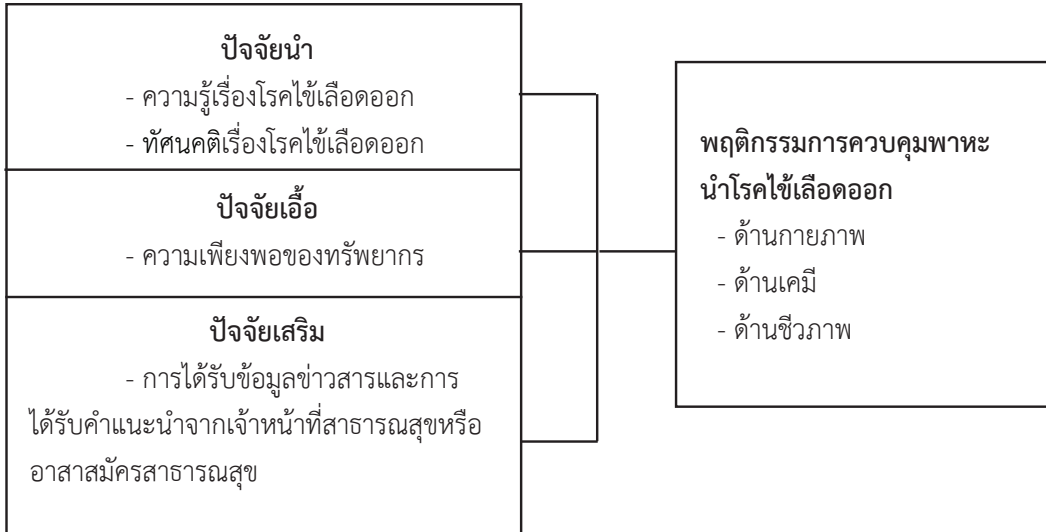 ปัจจัยนำ
- ความรู้เรื่องโรคไข้เลือดออก
- ทัศนคติเรื่องโรคไข้เลือดออก
ปัจจัยเอื้อ
- ความเพียงพอของทรัพยากร
ปัจจัยเสริม
- การได้รับข้อมูลข่าวสารและการ
ได้รับคำแนะนำจากเจ้าหน้าที่สาธารณสุขหรือ
อาสาสมัครสาธารณสุข
พฤติกรรมการควบคุมพาหะ
นำโรคไข้เลือดออก
- ด้านกายภาพ
- ด้านเคมี
- ด้านชีวภาพ